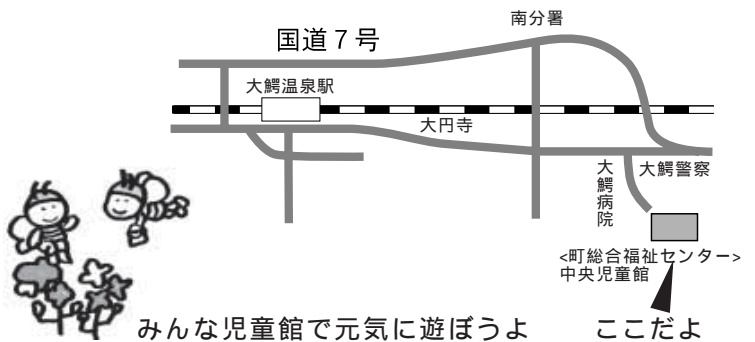 南分署
国道７号
大鰐温泉駅
大円寺
大鰐警察
大鰐病院
<町総合福祉センター>
中央児童館
みんな児童館で元気に遊ぼうよ
ここだよ